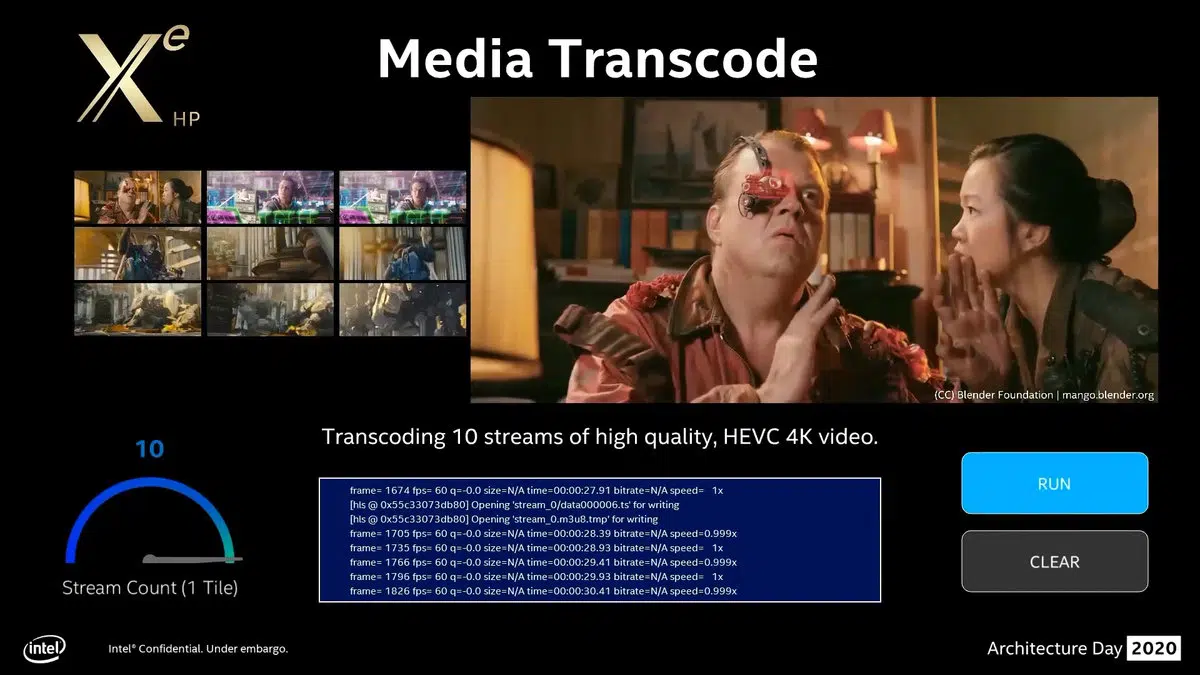 Xe
HP
Media Transcode
(CC) Blender Foundation | mango.blender.org
Transcoding 10 streams of high quality, HEVC 4K video.
10
Stream Count (1 Tile)
frame= 1674 fps= 60 q=-0.0 size=N/A time=00:00:27.91 bitrate=N/A speed=   1x
[hls @ 0x55c33073db80] Opening 'stream_0/data000006.ts' for writing
[hls @ 0x55c33073db80] Opening 'stream_0.m3u8.tmp' for writing
frame= 1705 fps= 60 q=-0.0 size=N/A time=00:00:28.39 bitrate=N/A speed=0.999x
frame= 1735 fps= 60 q=-0.0 size=N/A time=00:00:28.93 bitrate=N/A speed=   1x
frame= 1766 fps= 60 q=-0.0 size=N/A time=00:00:29.41 bitrate=N/A speed=0.999x
frame= 1796 fps= 60 q=-0.0 size=N/A time=00:00:29.93 bitrate=N/A speed=   1x
frame= 1826 fps= 60 q=-0.0 size=N/A time=00:00:30.41 bitrate=N/A speed=0.999x
RUN
CLEAR
intel
Intel® Confidential. Under embargo.
Architecture Day 2020